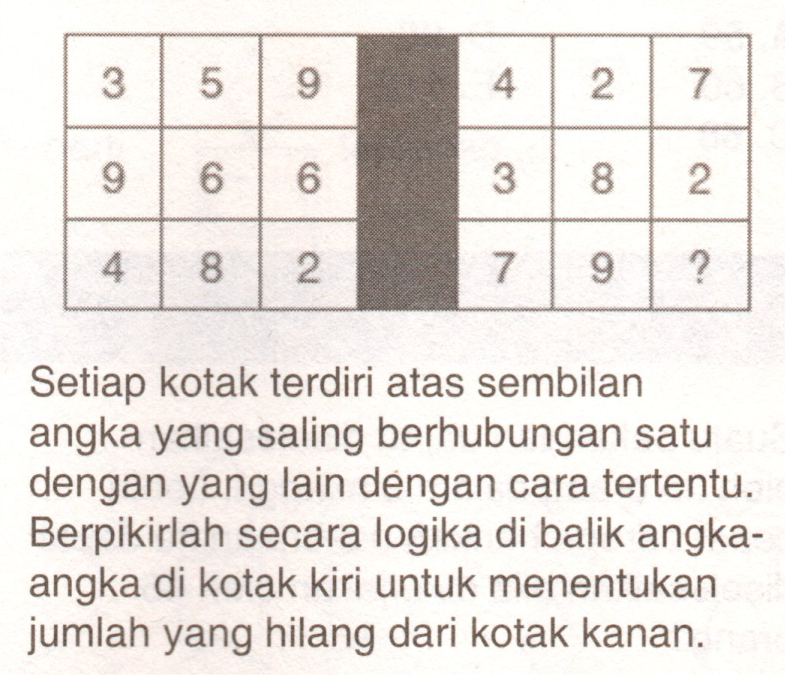 3 5 9 4 2 7
9 6 6 3 8 2
4 8 2 7 9 ?
Setiap kotak terdiri atas sembilan
angka yang saling berhubungan satu
dengan yang lain dengan cara tertentu.
Berpikirlah secara logika di balik angka-
angka di kotak kiri untuk menentukan
jumlah yang hilang dari kotak kanan.